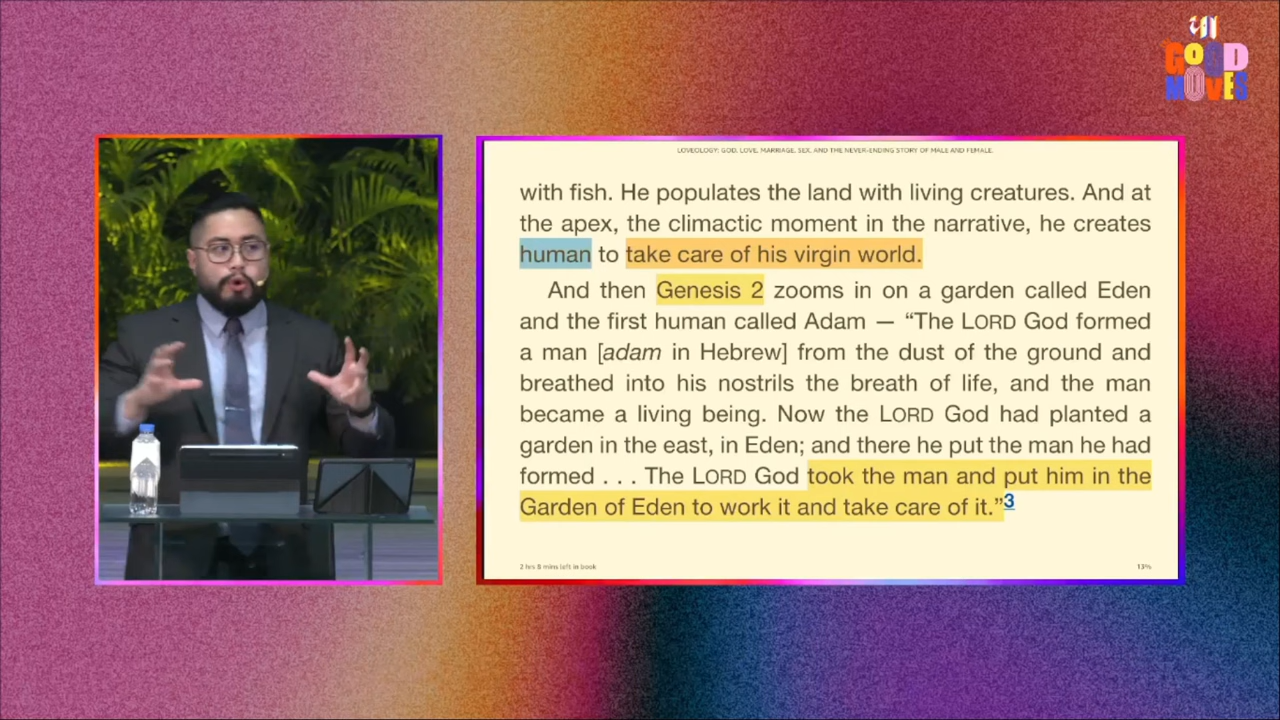 GOOD
MOVES
LOVEOLOGY: GOD. LOVE. MARRIAGE. SEX. AND THE NEVER-ENDING STORY OF MALE AND FEMALE.
with fish. He populates the land with living creatures. And at
the apex, the climactic moment in the narrative, he creates
human to take care of his virgin world.
And then Genesis 2 zooms in on a garden called Eden
and the first human called Adam — “The LORD God formed
a man [adam in Hebrew] from the dust of the ground and
breathed into his nostrils the breath of life, and the man
became a living being. Now the LORD God had planted a
garden in the east, in Eden; and there he put the man he had
formed . . . The LORD God took the man and put him in the
Garden of Eden to work it and take care of it.”3
2 hrs 8 mins left in book
13%